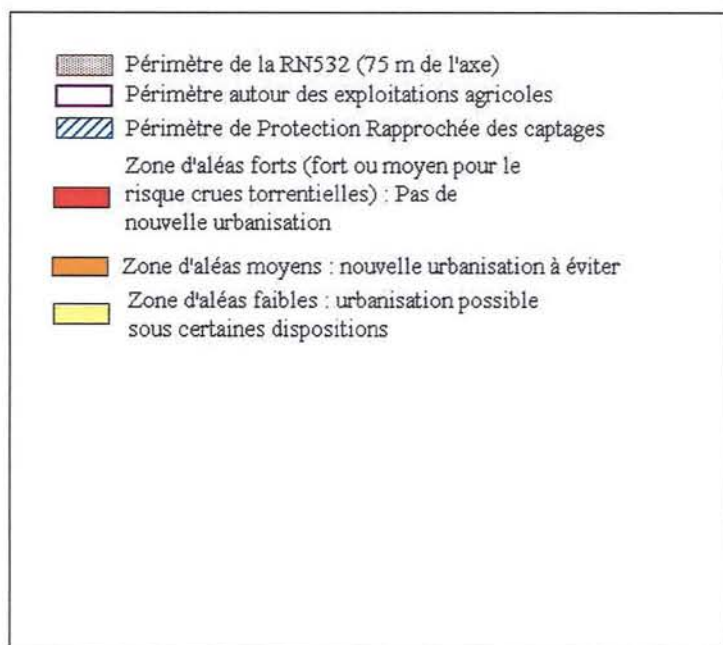 Périmètre de la RN532 (75 m de l'axe)
Périmètre autour des exploitations agricoles
Périmètre de Protection Rapprochée des captages
Zone d'aléas forts (fort ou moyen pour le
risque crues torrentielles) : Pas de
nouvelle urbanisation
Zone d'aléas moyens : nouvelle urbanisation à éviter
Zone d'aléas faibles : urbanisation possible
sous certaines dispositions